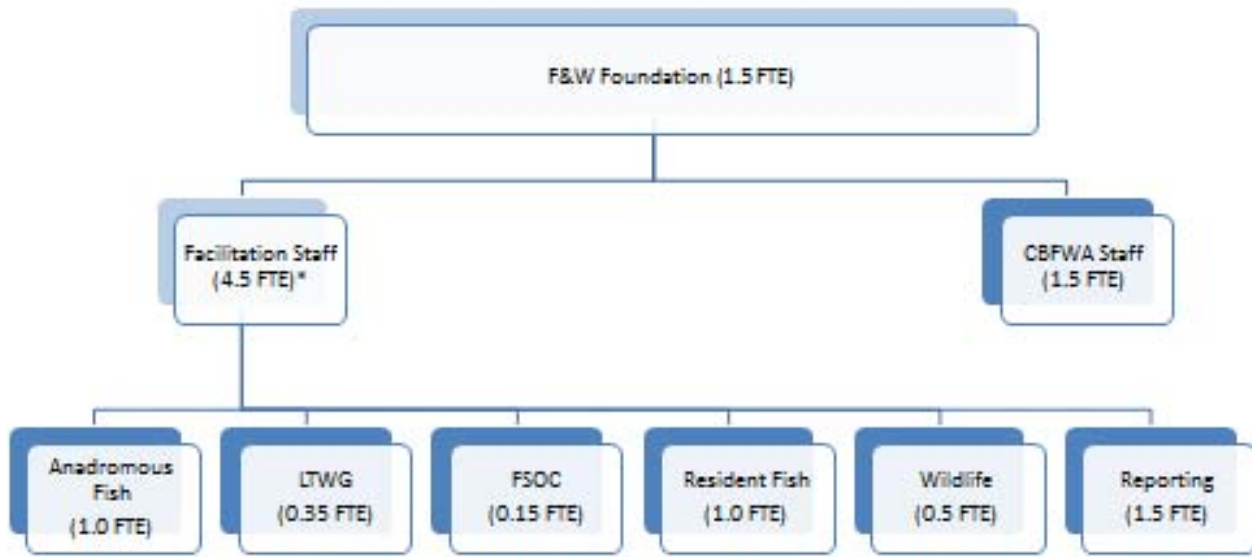 F&W Foundation (1.5 FTE)
Facilitation Staff
(4.5 FTE)*
CBFWA Staff
(1.5 FTE)
Anadromous
Fish
(1.0 FTE)
LTWG
(0.35 FTE)
FSOC
(0.15 FTE)
Resident Fish
(1.0 FTE)
Wildlife
(0.5 FTE)
Reporting
(1.5 FTE)